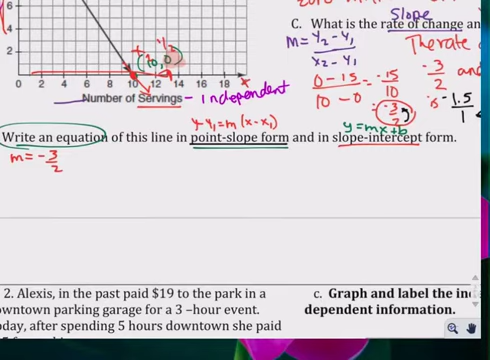 6
4
2
0 2 4 6 8 10 12 14 16 18 x
(10, 0)
Number of Servings - independent
C. What is the rate of change an
Slope
m = y₂ - y₁
x₂ - x₁
The rate
0 - 15 = -15
10 - 0 10
-3/2
-3/2 and
is -1.5/1
y - y₁ = m(x - x₁)
y = mx + b
Write an equation of this line in point-slope form and in slope-intercept form.
m = -3/2
2. Alexis, in the past paid $19 to the park in a
owntown parking garage for a 3 –hour event.
oday, after spending 5 hours downtown she paid
c. Graph and label the in
dependent information.